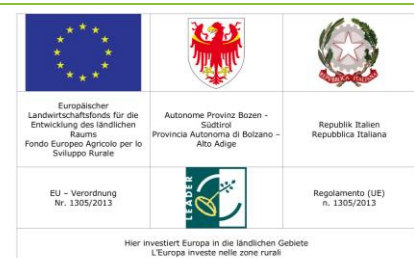 Europäischer
Landwirtschaftsfonds für die
Entwicklung des ländlichen
Raums
Fondo Europeo Agricolo per lo
Sviluppo Rurale
Autonome Provinz Bozen -
Südtirol
Provincia Autonoma di Bolzano –
Alto Adige
REPVBBLICA ITALIANA
Republik Italien
Repubblica Italiana
EU – Verordnung
Nr. 1305/2013
LEADER
Regolamento (UE)
n. 1305/2013
Hier investiert Europa in die ländlichen Gebiete
L'Europa investe nelle zone rurali